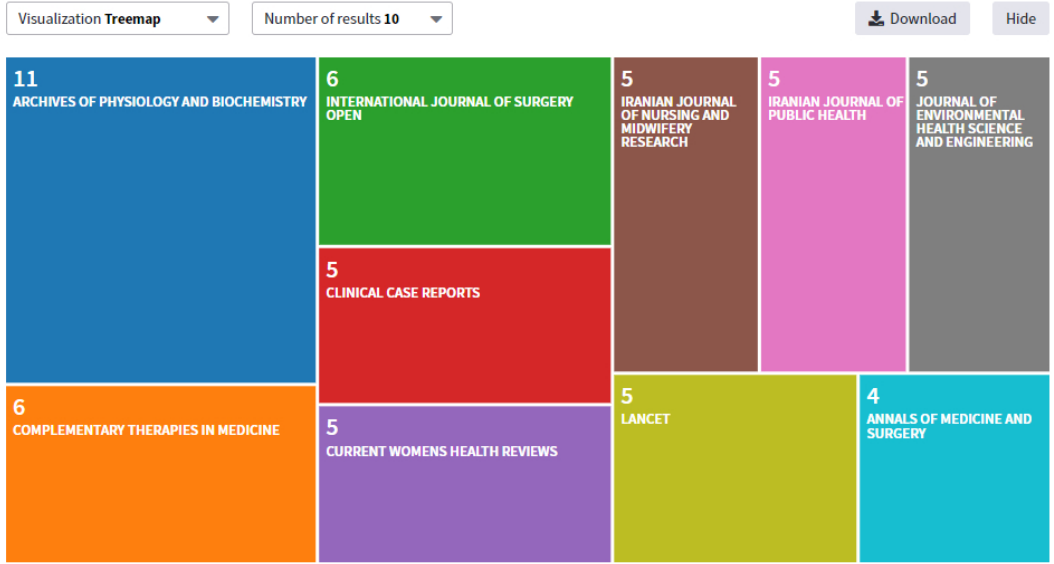 Visualization Treemap
Number of results 10
Download
Hide
11
ARCHIVES OF PHYSIOLOGY AND BIOCHEMISTRY
6
INTERNATIONAL JOURNAL OF SURGERY
OPEN
5
IRANIAN JOURNAL
OF NURSING AND
MIDWIFERY
RESEARCH
5
IRANIAN JOURNAL OF
PUBLIC HEALTH
5
JOURNAL OF
ENVIRONMENTAL
HEALTH SCIENCE
AND ENGINEERING
5
CLINICAL CASE REPORTS
6
COMPLEMENTARY THERAPIES IN MEDICINE
5
CURRENT WOMENS HEALTH REVIEWS
5
LANCET
4
ANNALS OF MEDICINE AND
SURGERY